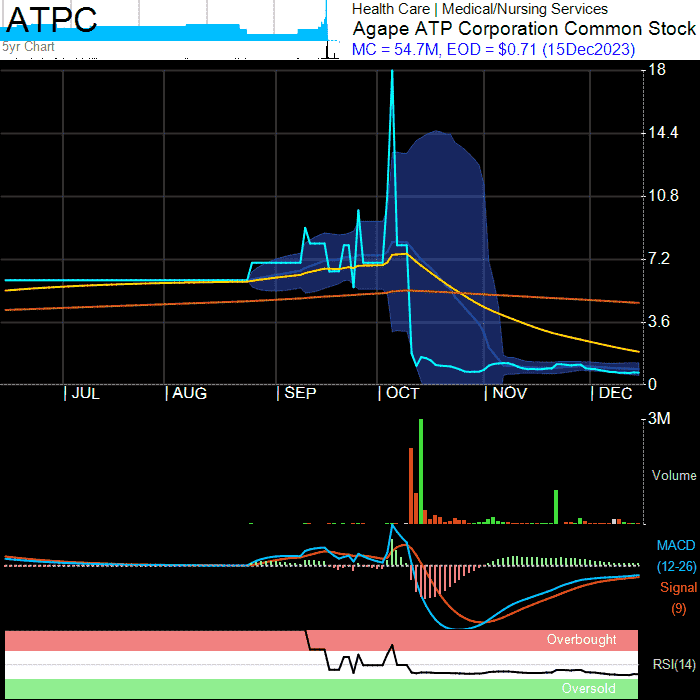 ATPC
5yr Chart
Health Care | Medical/Nursing Services
Agape ATP Corporation Common Stock
MC = 54.7M, EOD = $0.71 (15Dec2023)
18
14.4
10.8
7.2
3.6
0
| JUL | AUG | SEP | OCT | NOV | DEC
3M
Volume
MACD
(12-26)
Signal
(9)
Overbought
RSI(14)
Oversold